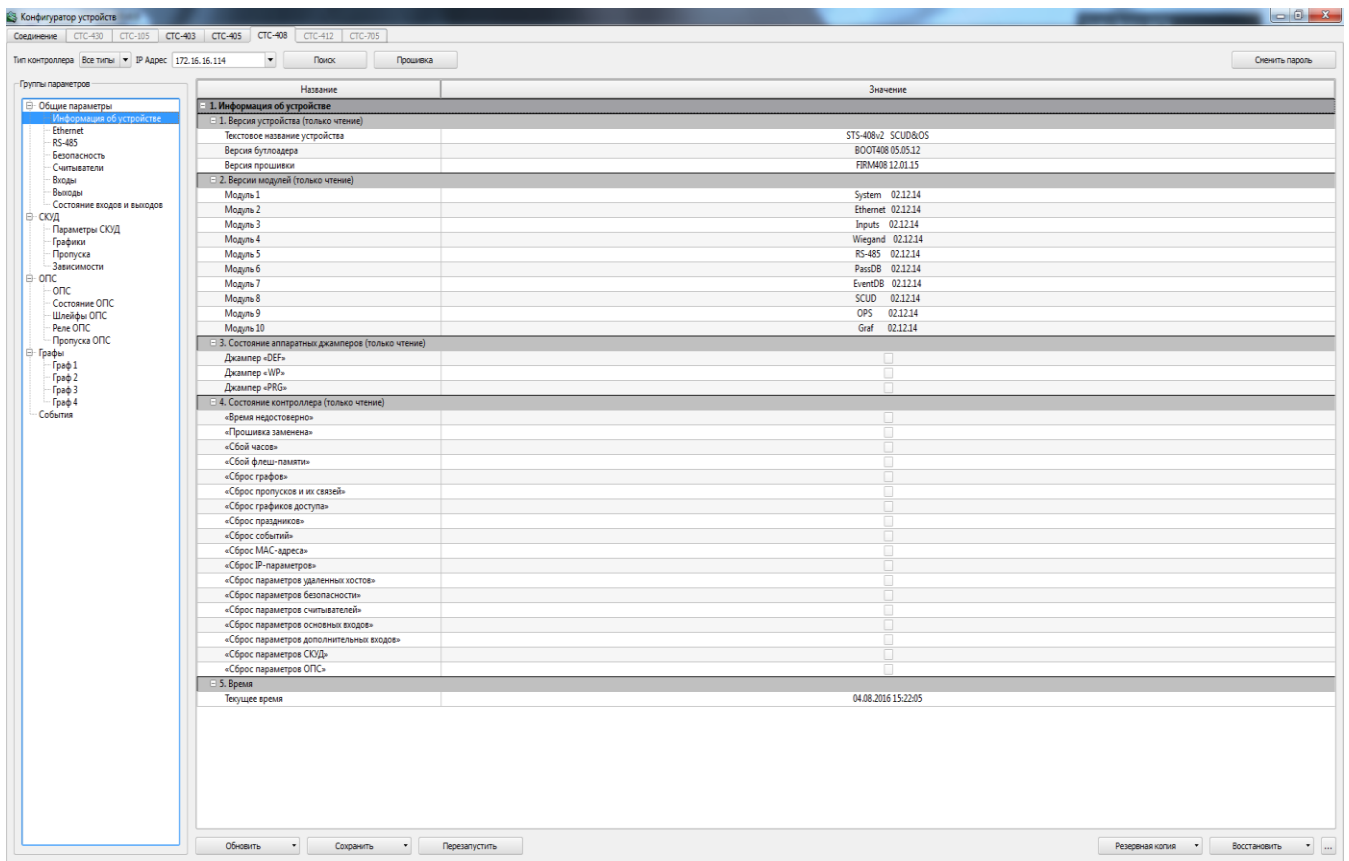 Конфигуратор устройств
Соединение СТС-430 СТС-105 СТС-403 СТС-405 СТС-408 СТС-412 СТС-705
Тип контроллера Все типы IP Адрес 172.16.16.114 Поиск Прошивка Сменить пароль
Группы параметров
Общие параметры
Информация об устройстве
Ethernet
RS-485
Безопасность
Считыватели
Входы
Выходы
Состояние входов и выходов
СКУД
Параметры СКУД
Графики
Пропуска
Зависимости
ОПС
ОПС
Состояние ОПС
Шлейфы ОПС
Реле ОПС
Пропуска ОПС
Графы
Граф 1
Граф 2
Граф 3
Граф 4
События
Название Значение
1. Информация об устройстве
1. Версия устройства (только чтение)
Текстовое название устройства STS-408v2 SCUD&OS
Версия бутлоадера BOOT408 05.05.12
Версия прошивки FIRM408 12.01.15
2. Версии модулей (только чтение)
Модуль 1 System 02.12.14
Модуль 2 Ethernet 02.12.14
Модуль 3 Inputs 02.12.14
Модуль 4 Wiegand 02.12.14
Модуль 5 RS-485 02.12.14
Модуль 6 PassDB 02.12.14
Модуль 7 EventDB 02.12.14
Модуль 8 SCUD 02.12.14
Модуль 9 OPS 02.12.14
Модуль 10 Graf 02.12.14
3. Состояние аппаратных джамперов (только чтение)
Джампер «DEF»
Джампер «WP»
Джампер «PRG»
4. Состояние контроллера (только чтение)
«Время недостоверно»
«Прошивка заменена»
«Сбой часов»
«Сбой флеш-памяти»
«Сброс графов»
«Сброс пропусков и их связей»
«Сброс графиков доступа»
«Сброс праздников»
«Сброс событий»
«Сброс MAC-адреса»
«Сброс IP-параметров»
«Сброс параметров удаленных хостов»
«Сброс параметров безопасности»
«Сброс параметров считывателей»
«Сброс параметров основных входов»
«Сброс параметров дополнительных входов»
«Сброс параметров СКУД»
«Сброс параметров ОПС»
5. Время
Текущее время 04.08.2016 15:22:05
Обновить Сохранить Перезапустить Резервная копия Восстановить ...